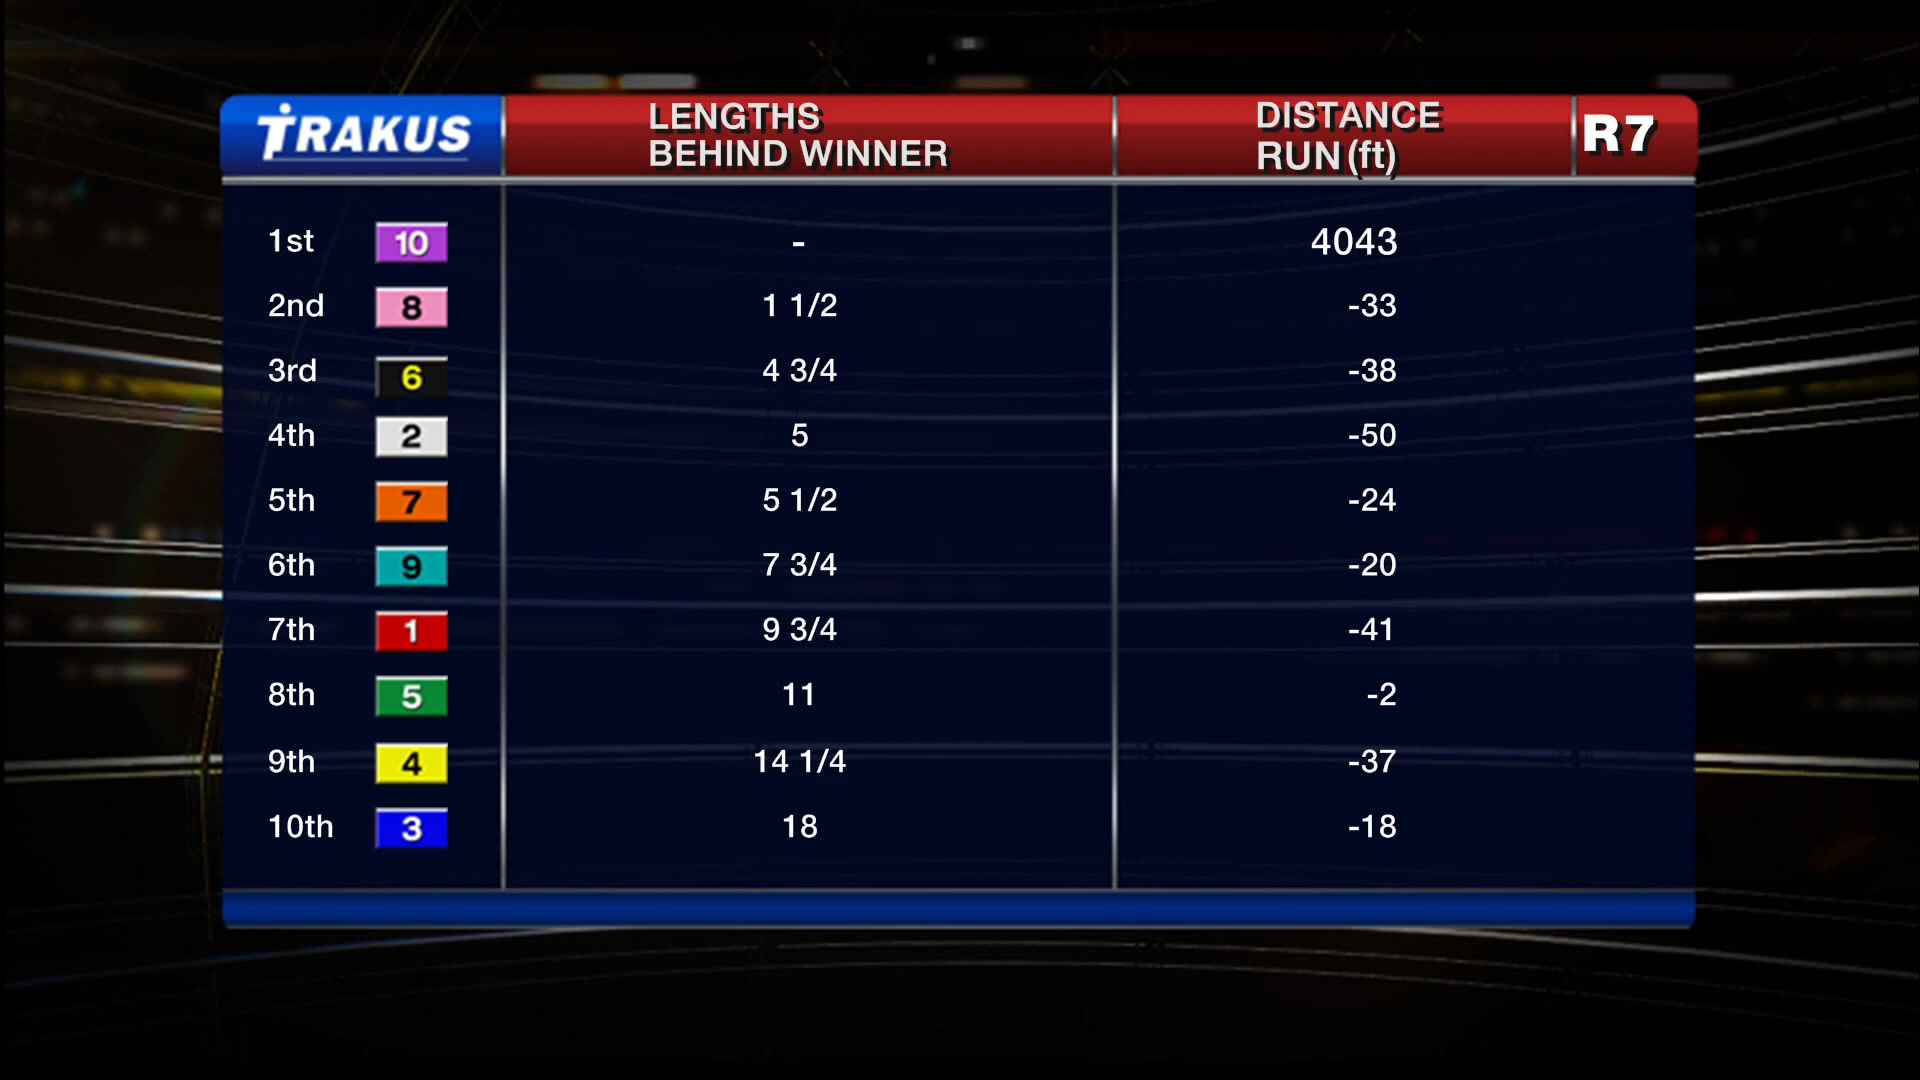 TRAKUS
LENGTHS
BEHIND WINNER
DISTANCE
RUN (ft)
R7
1st 10 - 4043
2nd 8 1 1/2 -33
3rd 6 4 3/4 -38
4th 2 5 -50
5th 7 5 1/2 -24
6th 9 7 3/4 -20
7th 1 9 3/4 -41
8th 5 11 -2
9th 4 14 1/4 -37
10th 3 18 -18